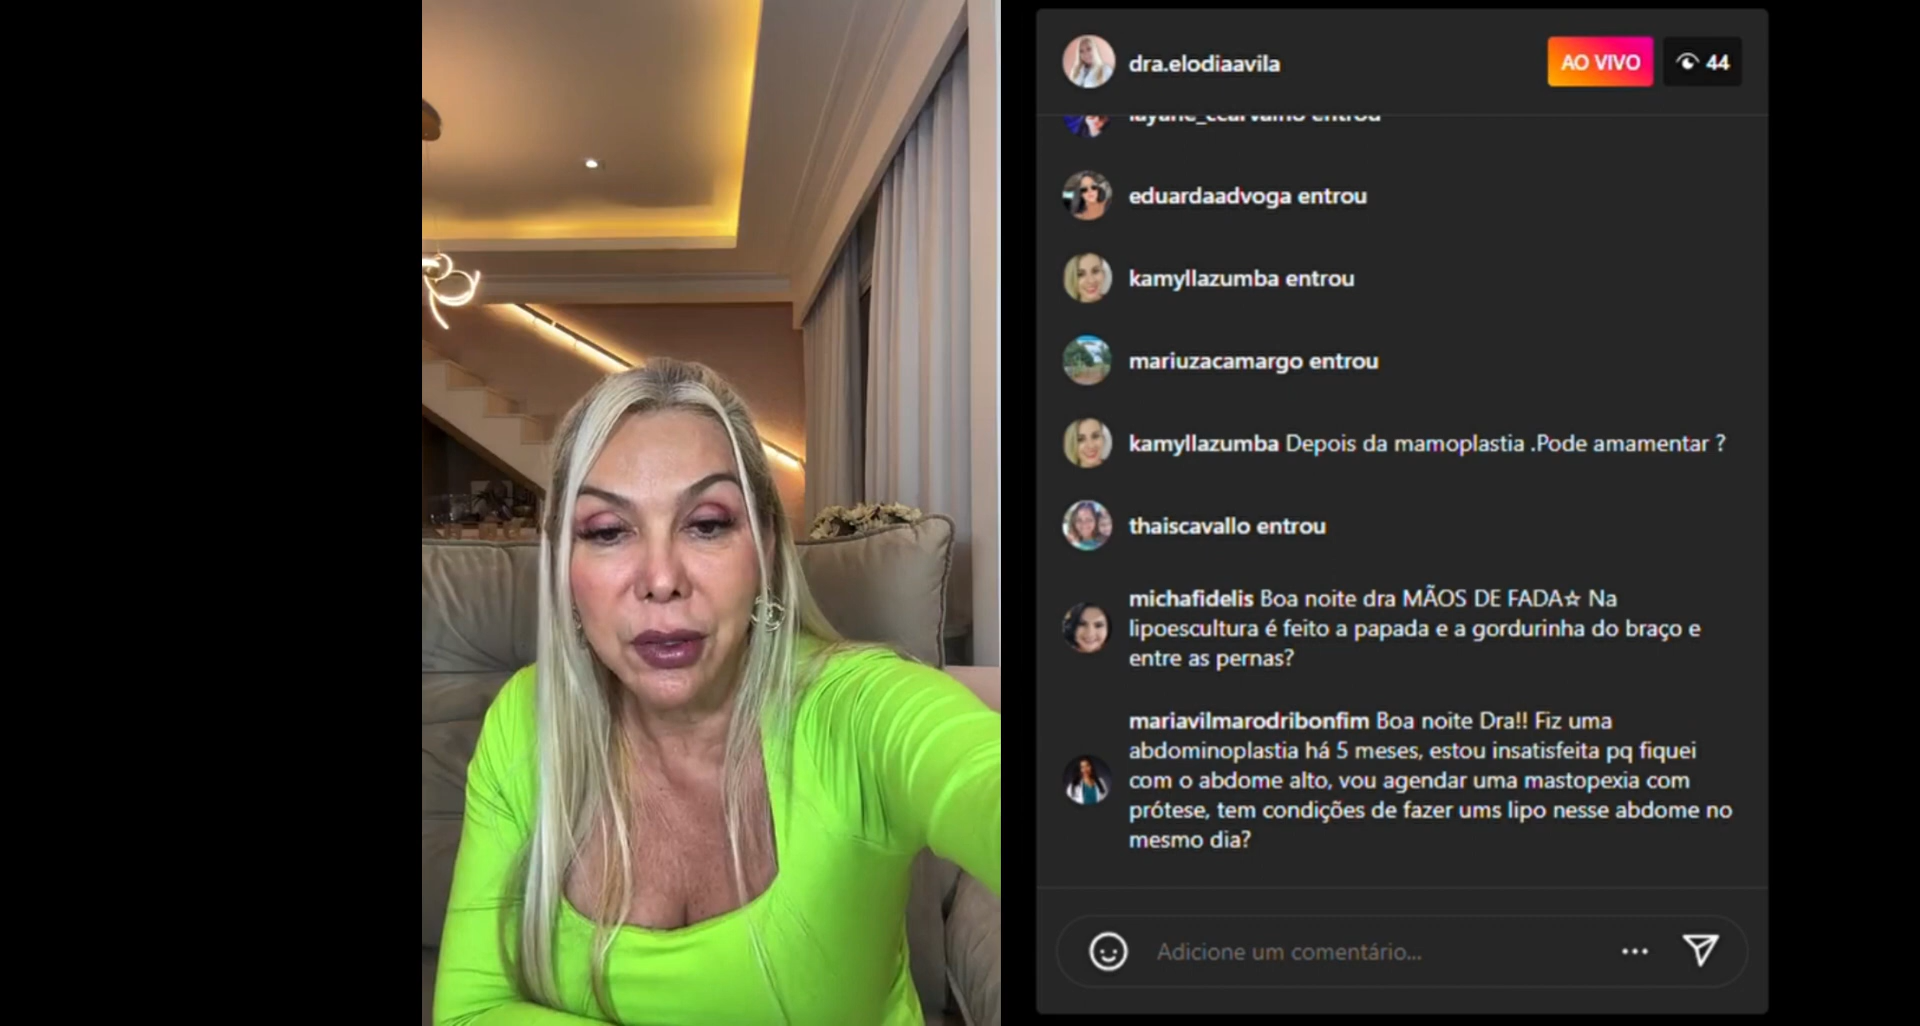 dra.elodiaavila
AO VIVO
44
layane_ccarvalho entrou
eduardaadvoga entrou
kamyllazumba entrou
mariuzacamargo entrou
kamyllazumba Depois da mamoplastia .Pode amamentar ?
thaiscavallo entrou
michafidelis Boa noite dra MÃOS DE FADA☆ Na
lipoescultura é feito a papada e a gordurinha do braço e
entre as pernas?
mariavilmarodribonfim Boa noite Dra!! Fiz uma
abdominoplastia há 5 meses, estou insatisfeita pq fiquei
com o abdome alto, vou agendar uma mastopexia com
prótese, tem condições de fazer ums lipo nesse abdome no
mesmo dia?
Adicione um comentário...